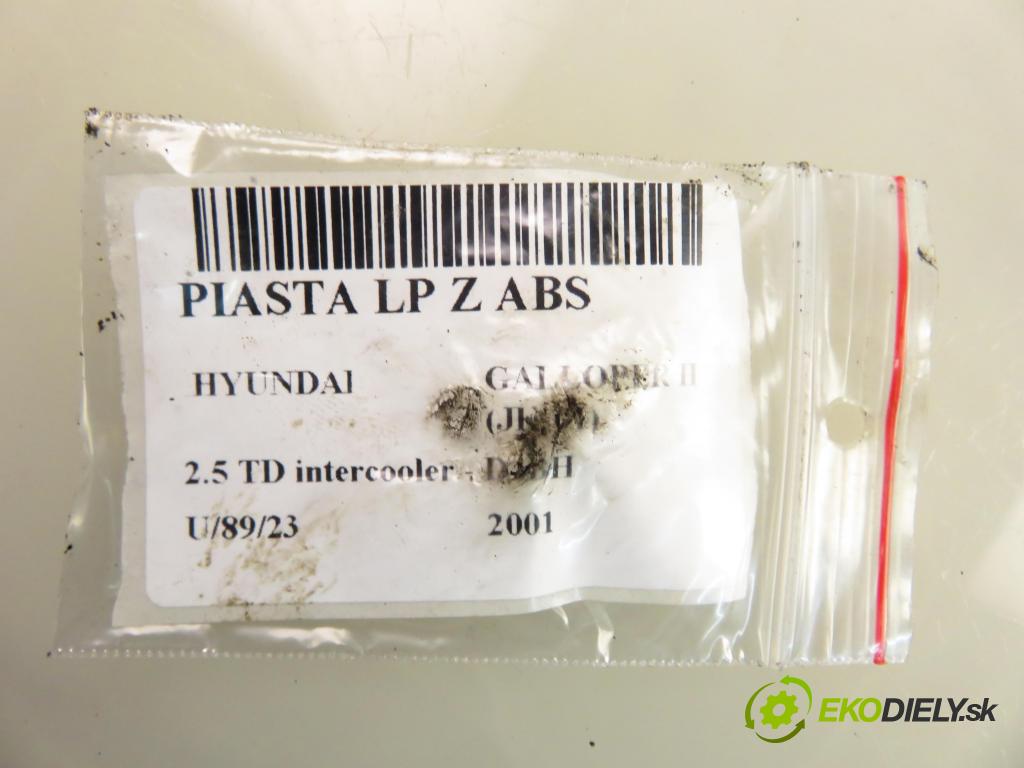 PIASTA LP Z ABS
HYUNDAI GALLOPER II
2.5 TD intercooler -
U/89/23 2001
EKODIELY.sk